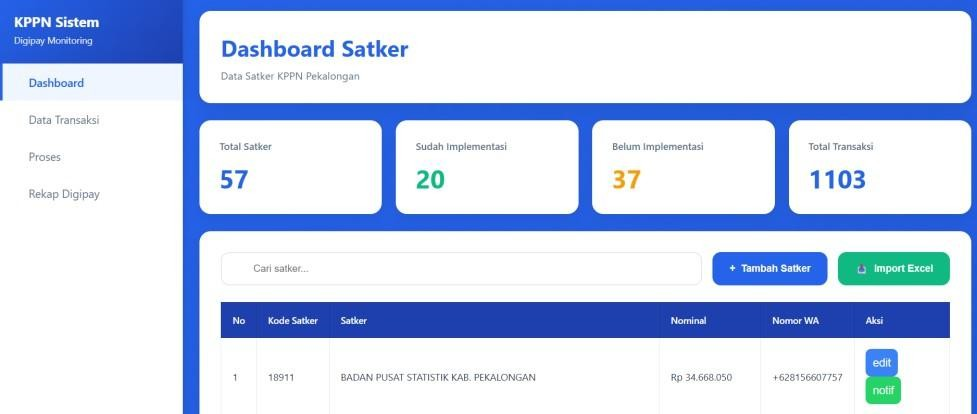 KPPN Sistem
Digipay Monitoring
Dashboard
Data Transaksi
Proses
Rekap Digipay
Dashboard Satker
Data Satker KPPN Pekalongan
Total Satker
57
Sudah Implementasi
20
Belum Implementasi
37
Total Transaksi
1103
Cari satker...
+ Tambah Satker
Import Excel
No Kode Satker Satker Nominal Nomor WA Aksi
1 18911 BADAN PUSAT STATISTIK KAB. PEKALONGAN Rp 34.668.050 +628156607757 edit
notif